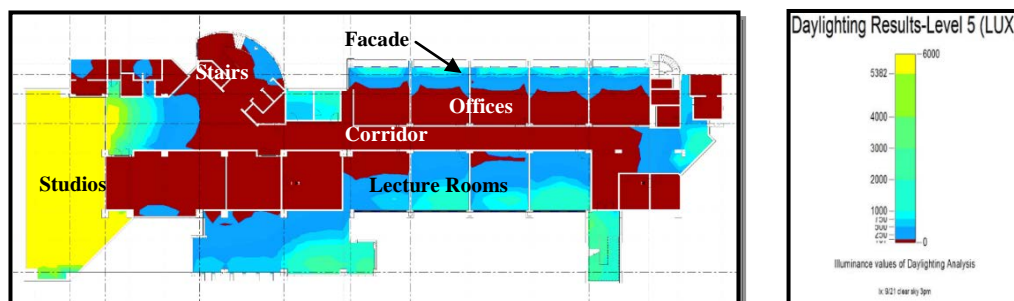 Facade
Stairs
Offices
Corridor
Studios
Lecture Rooms
Daylighting Results-Level 5 (LUX
6000
5382
4000
3000
2000
1000
750
500
250
0
Illuminance values of Daylighting Analysis
lx 9/21 clear sky 3pm